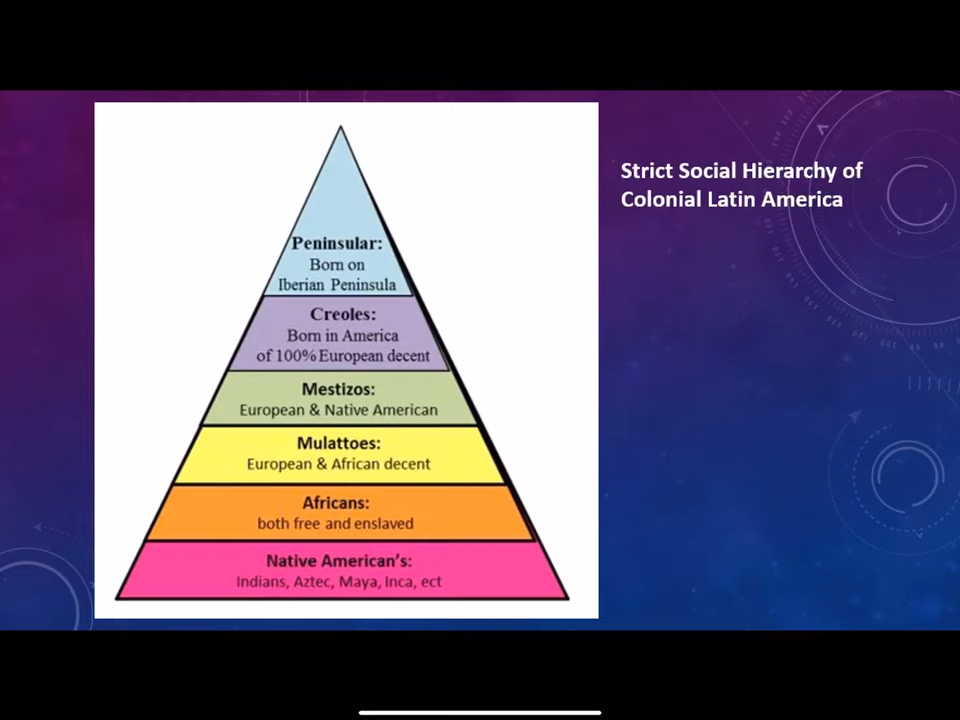 Strict Social Hierarchy of
Colonial Latin America
Peninsular:
Born on
Iberian Peninsula
Creoles:
Born in America
of 100% European decent
Mestizos:
European & Native American
Mulattoes:
European & African decent
Africans:
both free and enslaved
Native American's:
Indians, Aztec, Maya, Inca, ect